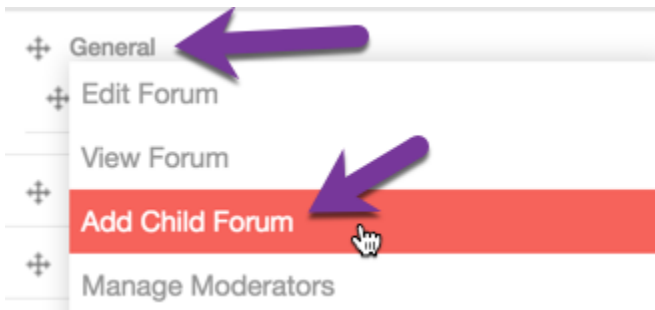 General
Edit Forum
View Forum
Add Child Forum
Manage Moderators